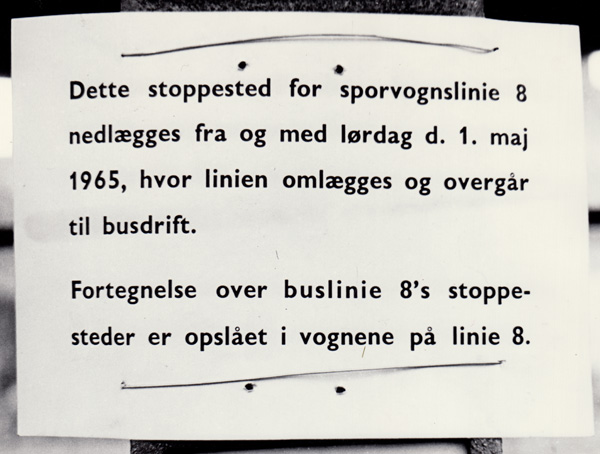 Dette stoppested for sporvognslinie 8
nedlægges fra og med lørdag d. 1. maj
1965, hvor linien omlægges og overgår
til busdrift.
Fortegnelse over buslinie 8's stoppe-
steder er opslået i vognene på linie 8.